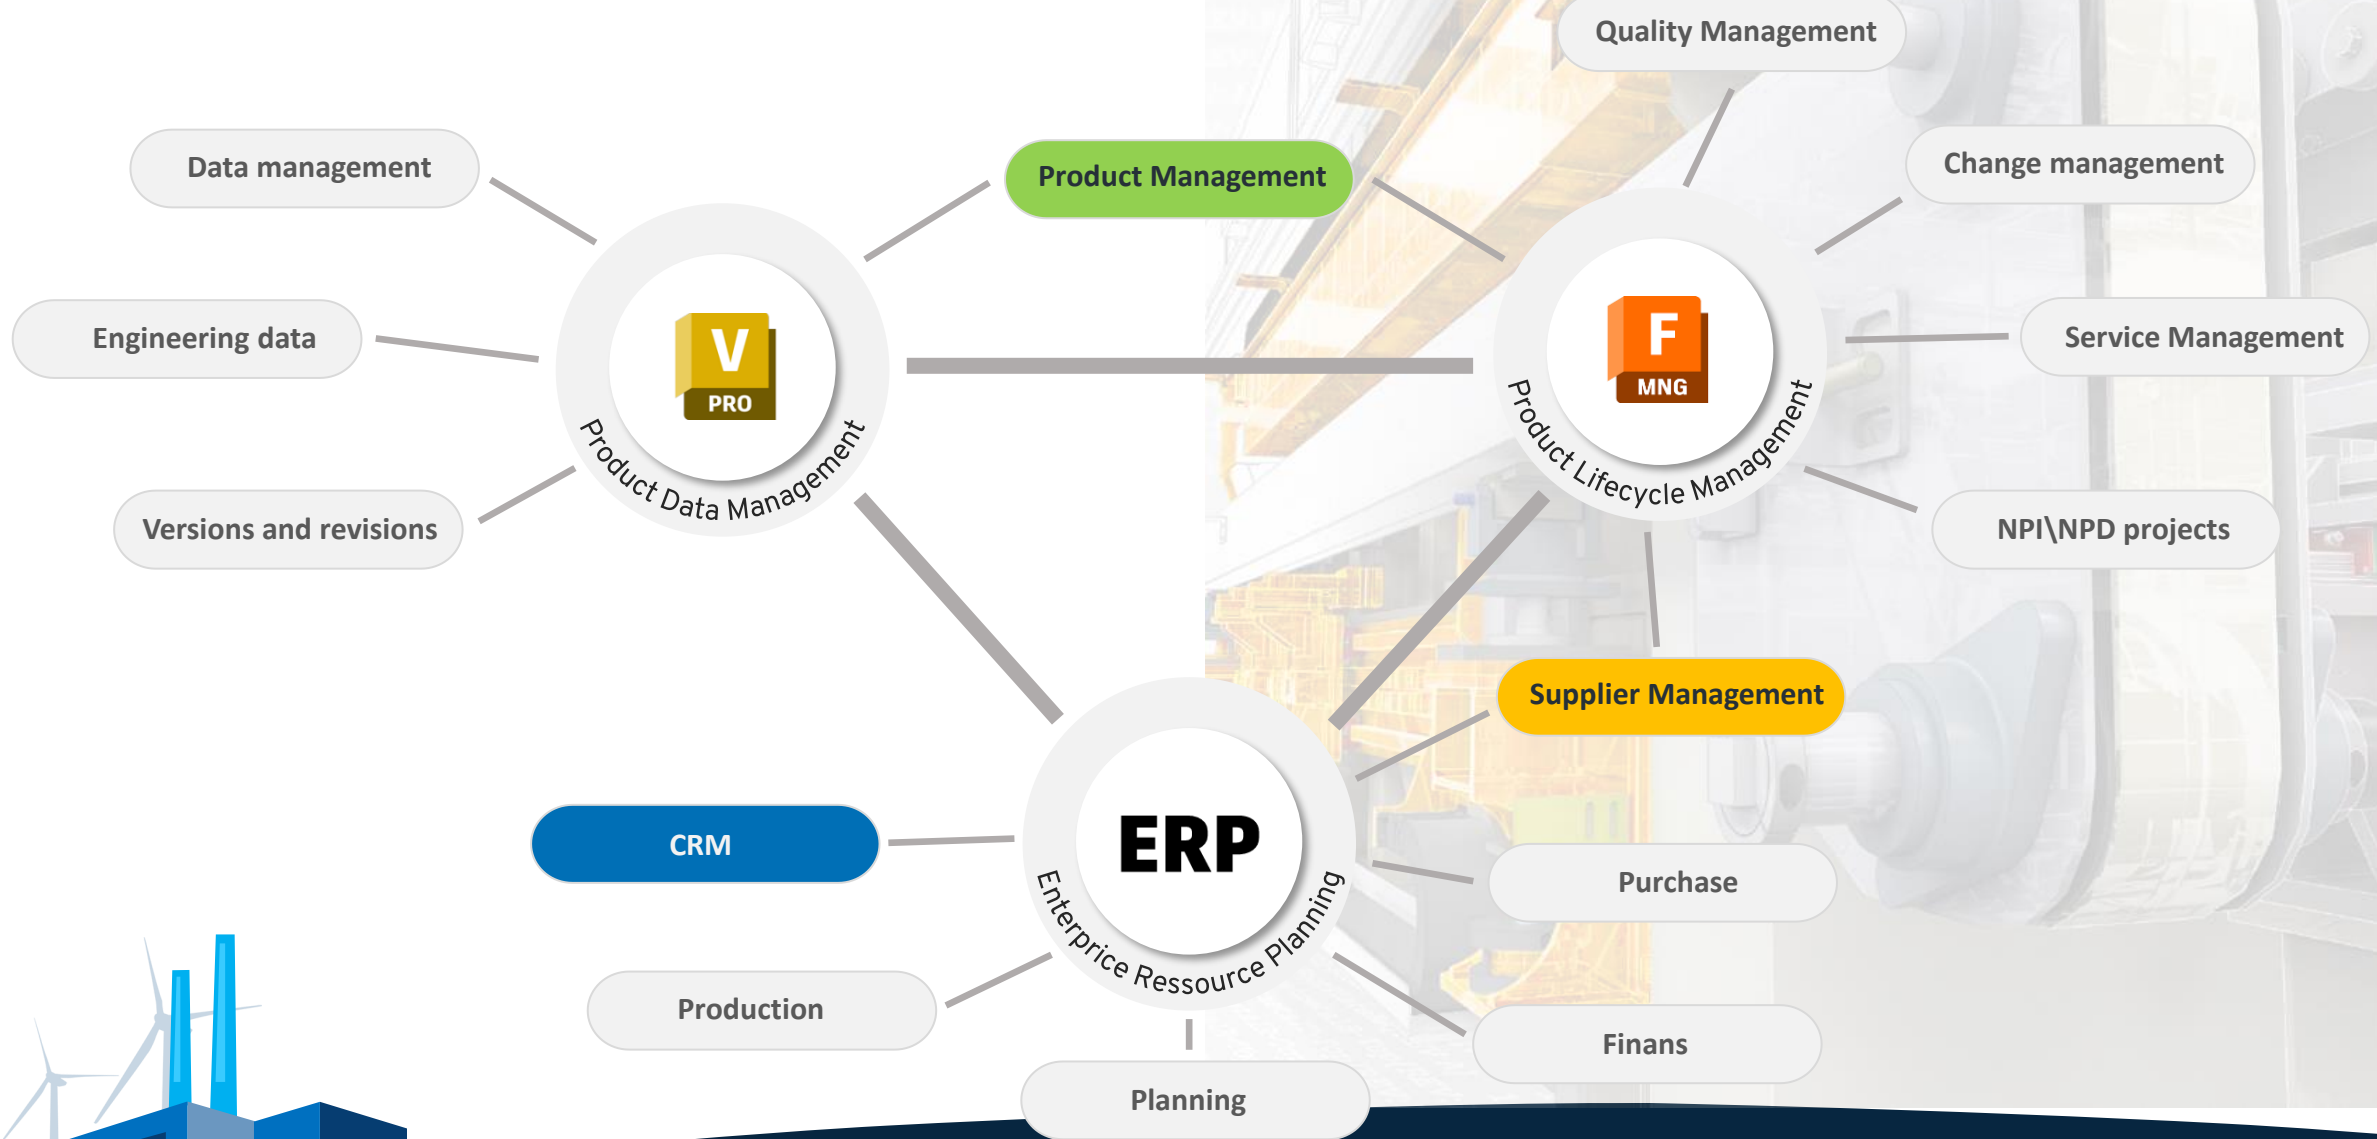 Quality Management
Data management
Product Management
Change management
Engineering data
V
PRO
F
MNG
Service Management
Product Data Management
Product Lifecycle Management
Versions and revisions
NPI\NPD projects
Supplier Management
CRM
ERP
Enterprice Ressource Planning
Purchase
Production
Finans
Planning